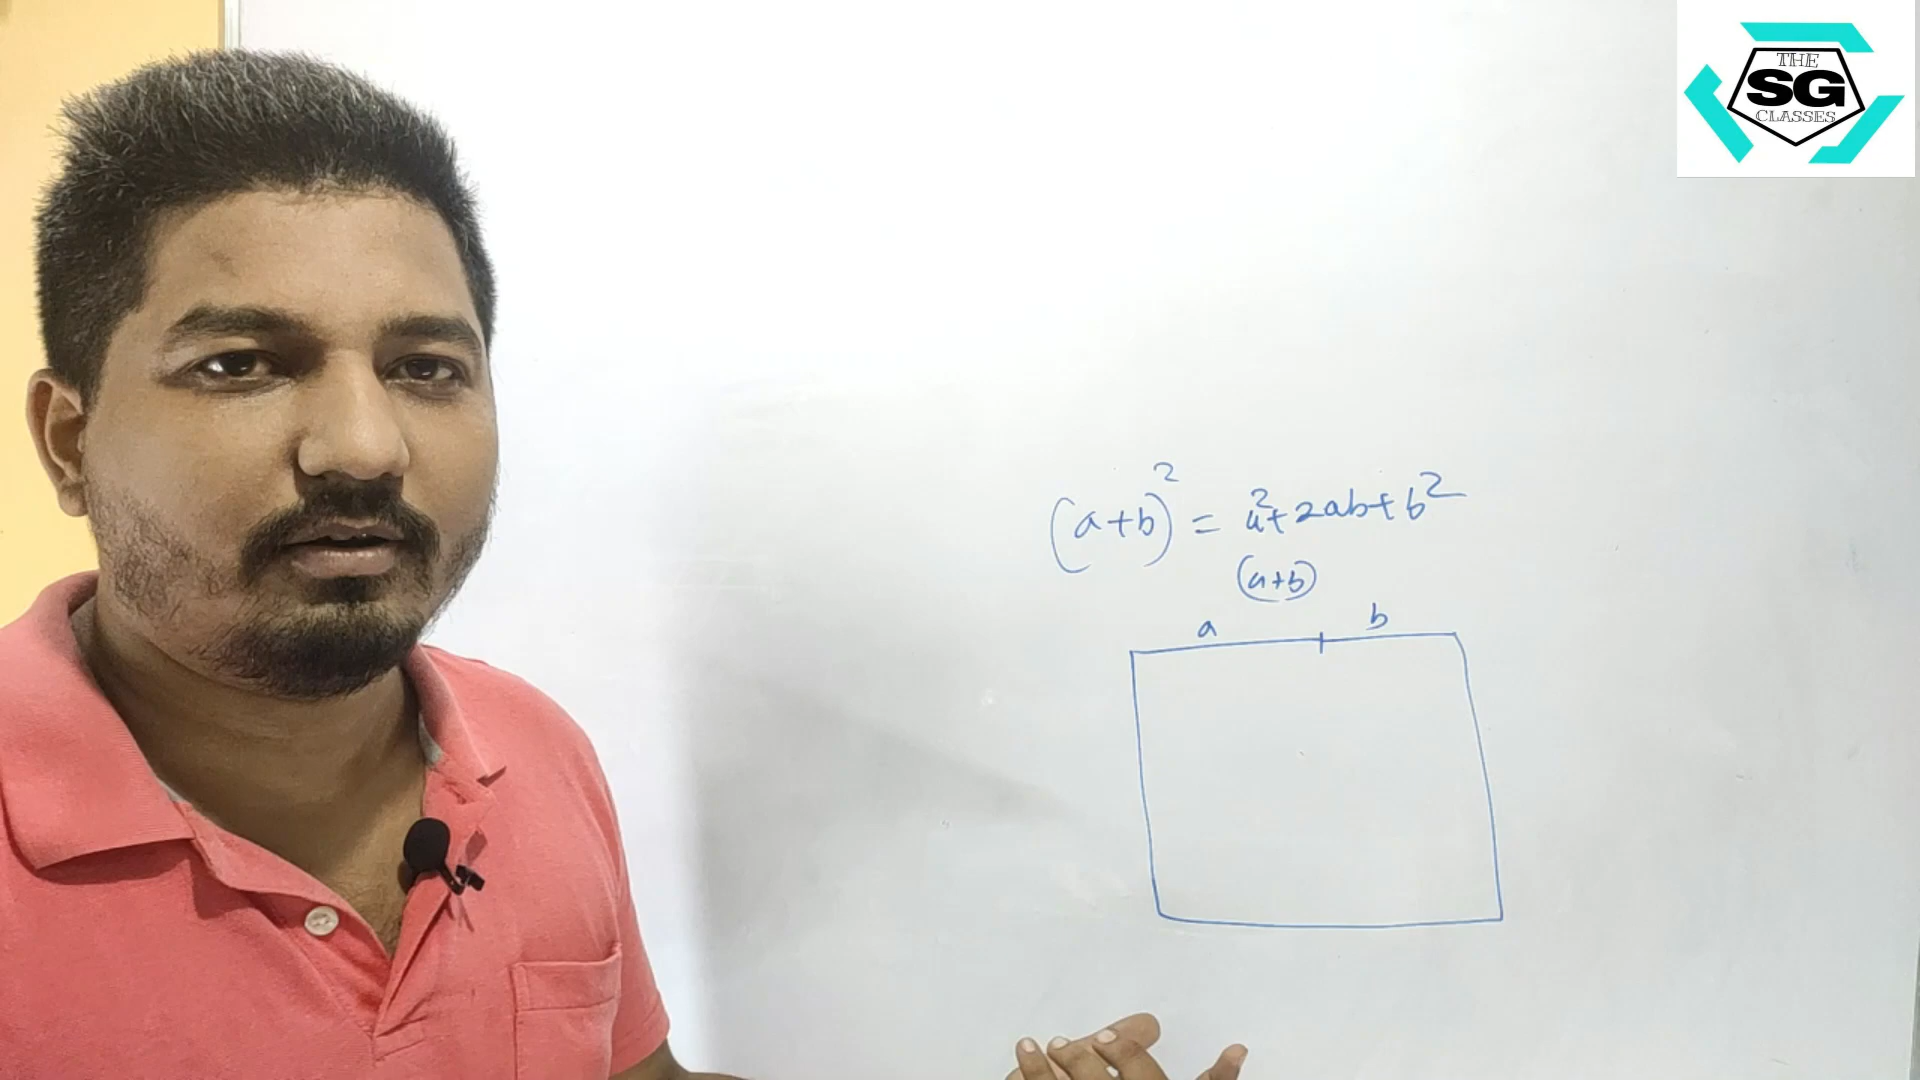 THE
SG
CLASSES
(a+b)² = a²+2ab+b²
(a+b)
a b